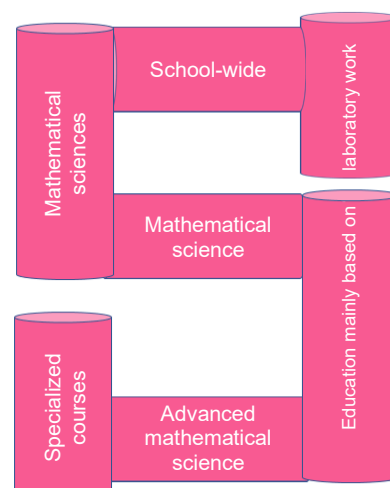 School-wide
laboratory work
Mathematical
sciences
Mathematical
science
Education mainly based on
Specialized
courses
Advanced
mathematical
science